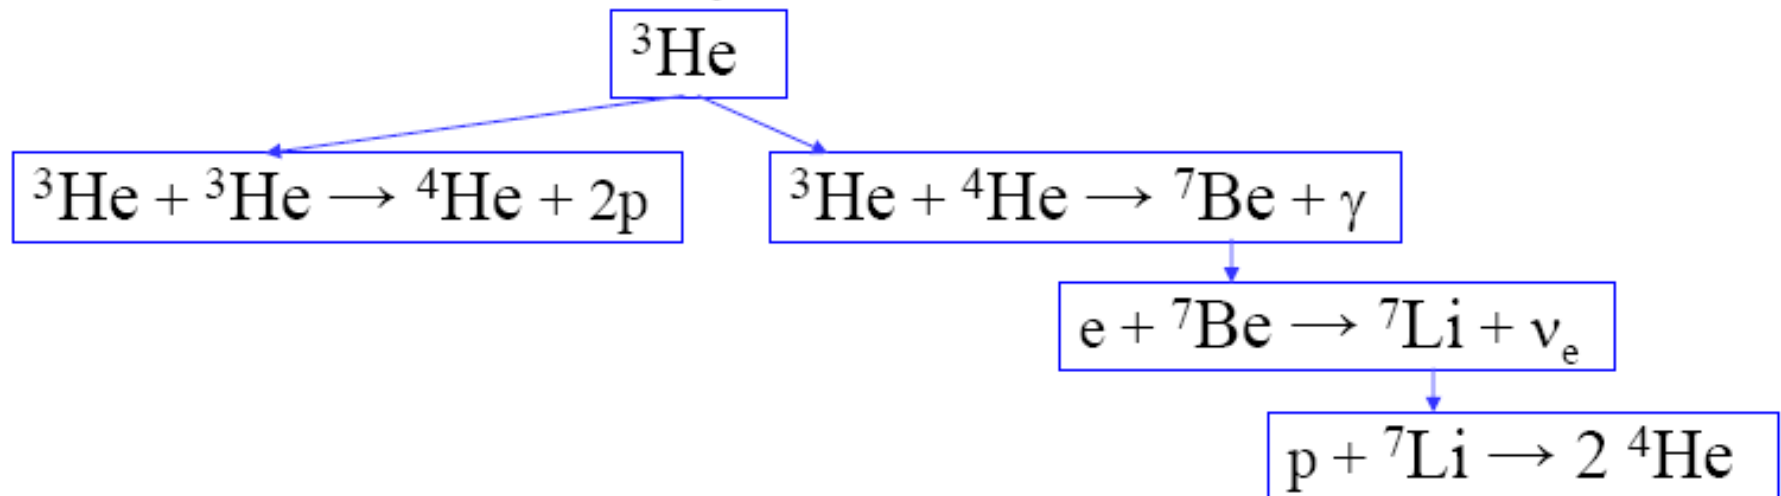 ³He
³He + ³He → ⁴He + 2p
³He + ⁴He → ⁷Be + γ
e + ⁷Be → ⁷Li + νₑ
p + ⁷Li → 2 ⁴He